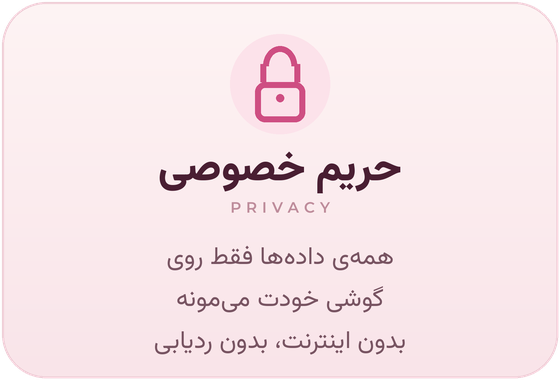 حریم خصوصی
PRIVACY
همه‌ی داده‌ها فقط روی
گوشی خودت می‌مونه
بدون اینترنت، بدون ردیابی